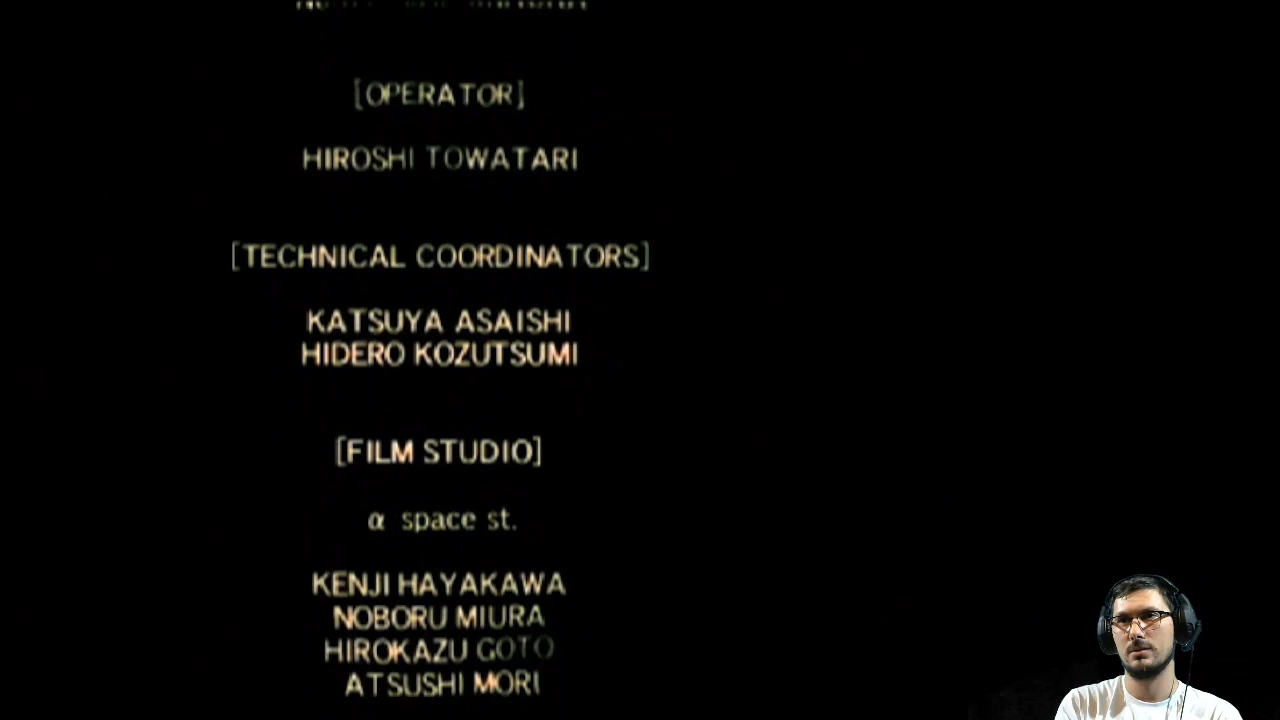 [OPERATOR]
HIROSHI TOWATARI
[TECHNICAL COORDINATORS]
KATSUYA ASAISHI
HIDERO KOZUTSUMI
[FILM STUDIO]
α space st.
KENJI HAYAKAWA
NOBORU MIURA
HIROKAZU GOTO
ATSUSHI MORI